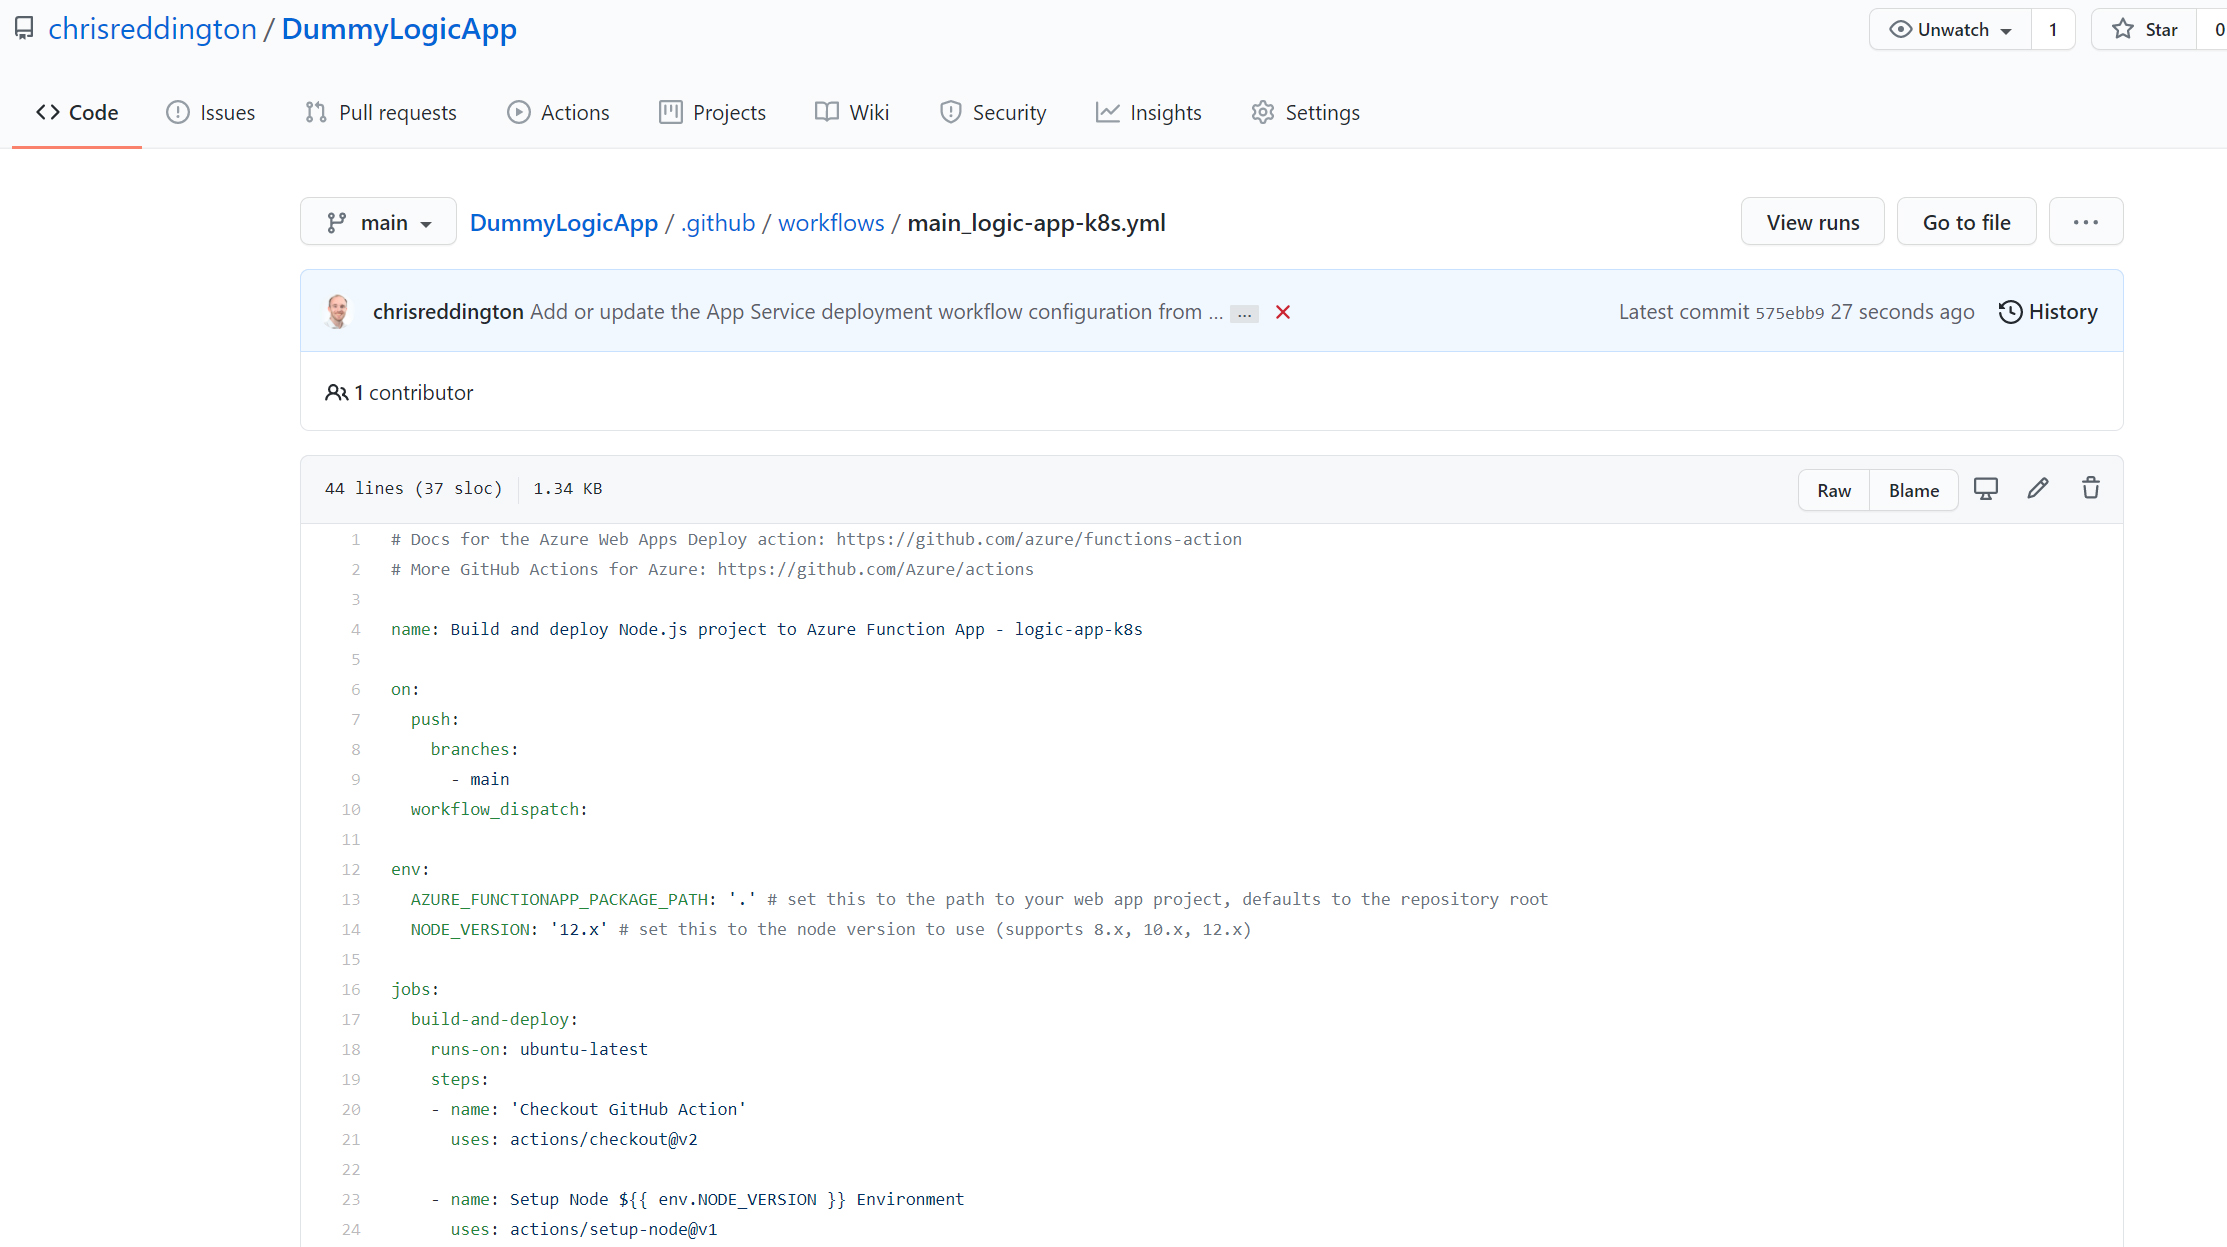 chrisreddington / DummyLogicApp
Unwatch 1 Star 0
Code Issues Pull requests Actions Projects Wiki Security Insights Settings
main DummyLogicApp / .github / workflows / main_logic-app-k8s.yml View runs Go to file ...
chrisreddington Add or update the App Service deployment workflow configuration from ... ... Latest commit 575ebb9 27 seconds ago History
1 contributor
44 lines (37 sloc) 1.34 KB Raw Blame
1 # Docs for the Azure Web Apps Deploy action: https://github.com/azure/functions-action
2 # More GitHub Actions for Azure: https://github.com/Azure/actions
3
4 name: Build and deploy Node.js project to Azure Function App - logic-app-k8s
5
6 on:
7   push:
8     branches:
9       - main
10   workflow_dispatch:
11
12 env:
13   AZURE_FUNCTIONAPP_PACKAGE_PATH: '.' # set this to the path to your web app project, defaults to the repository root
14   NODE_VERSION: '12.x' # set this to the node version to use (supports 8.x, 10.x, 12.x)
15
16 jobs:
17   build-and-deploy:
18     runs-on: ubuntu-latest
19     steps:
20     - name: 'Checkout GitHub Action'
21       uses: actions/checkout@v2
22
23     - name: Setup Node ${{ env.NODE_VERSION }} Environment
24       uses: actions/setup-node@v1